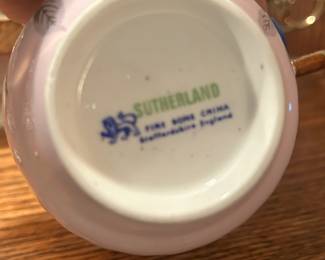 SUTHERLAND
FINE BONE CHINA
Staffordshire England